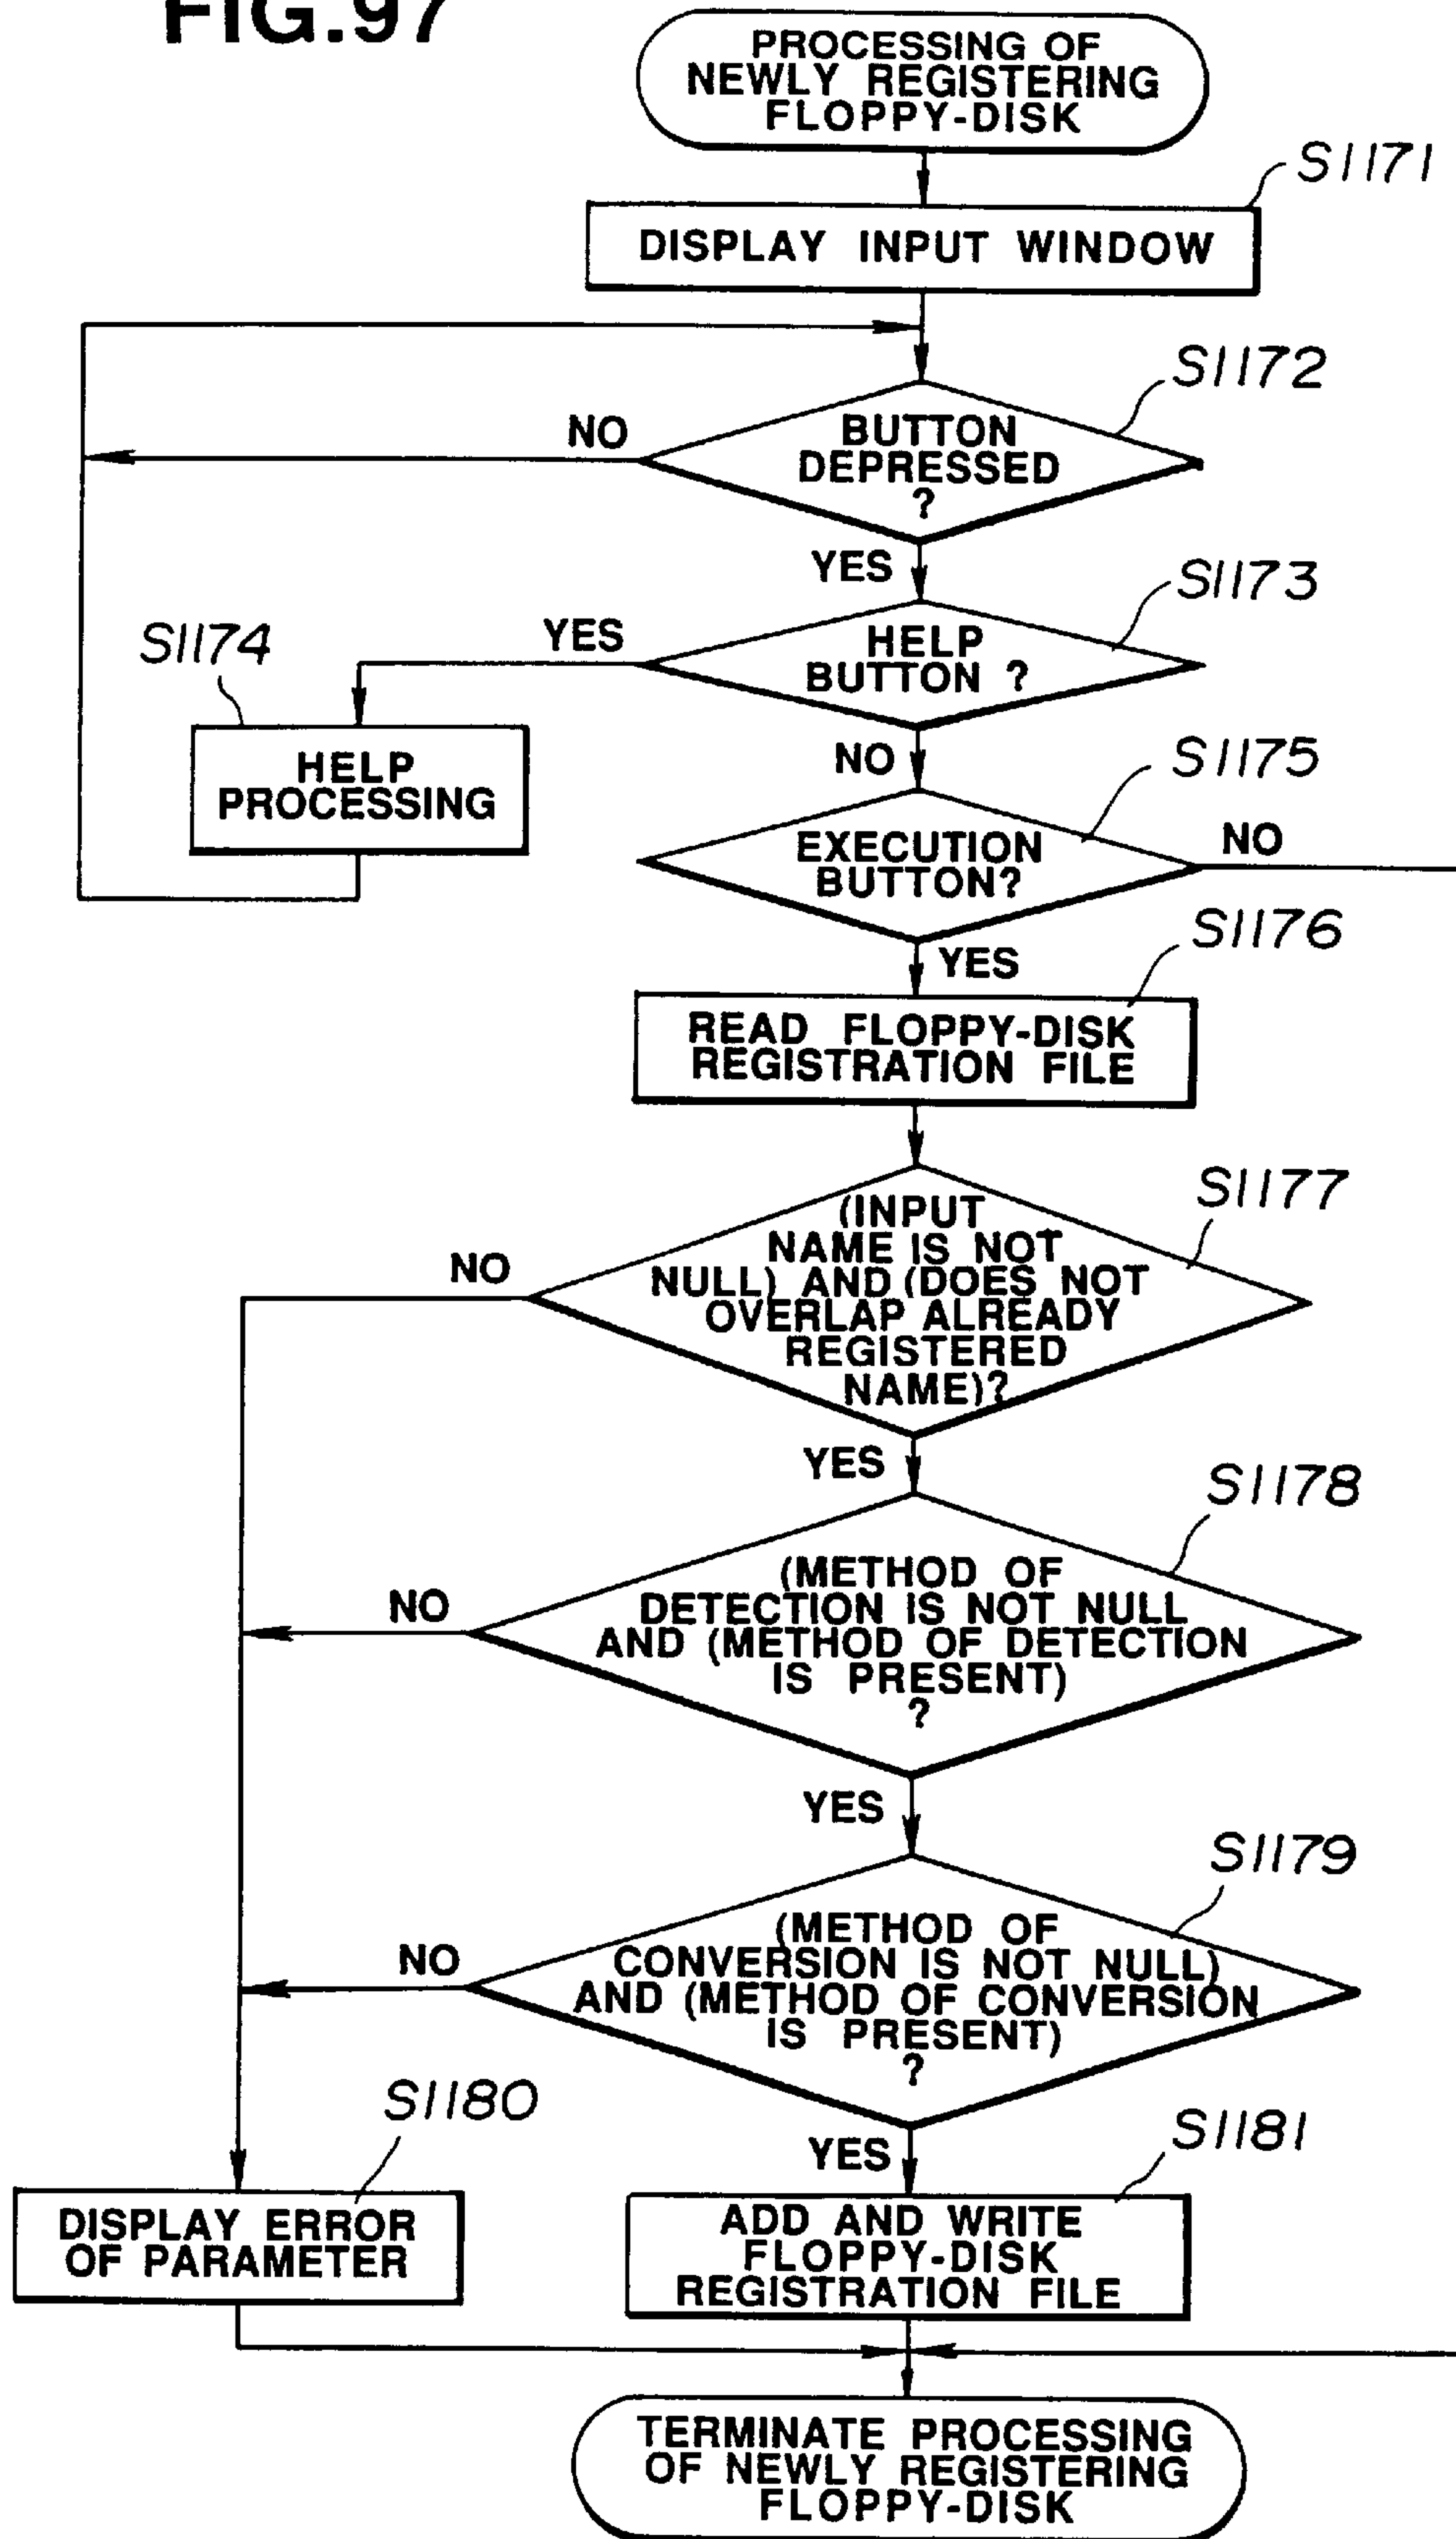 FIG.97
PROCESSING OF
NEWLY REGISTERING
FLOPPY-DISK
S1171
DISPLAY INPUT WINDOW
S1172
NO
BUTTON
DEPRESSED
?
YES
S1173
S1174
YES
HELP
BUTTON ?
HELP
PROCESSING
NO
S1175
EXECUTION
BUTTON?
NO
S1176
YES
READ FLOPPY-DISK
REGISTRATION FILE
S1177
NO
(INPUT
NAME IS NOT
NULL) AND (DOES NOT
OVERLAP ALREADY
REGISTERED
NAME)?
YES
S1178
NO
(METHOD OF
DETECTION IS NOT NULL
AND (METHOD OF DETECTION
IS PRESENT)
?
YES
S1179
NO
(METHOD OF
CONVERSION IS NOT NULL)
AND (METHOD OF CONVERSION
IS PRESENT)
?
S1180
YES
S1181
DISPLAY ERROR
OF PARAMETER
ADD AND WRITE
FLOPPY-DISK
REGISTRATION FILE
TERMINATE PROCESSING
OF NEWLY REGISTERING
FLOPPY-DISK